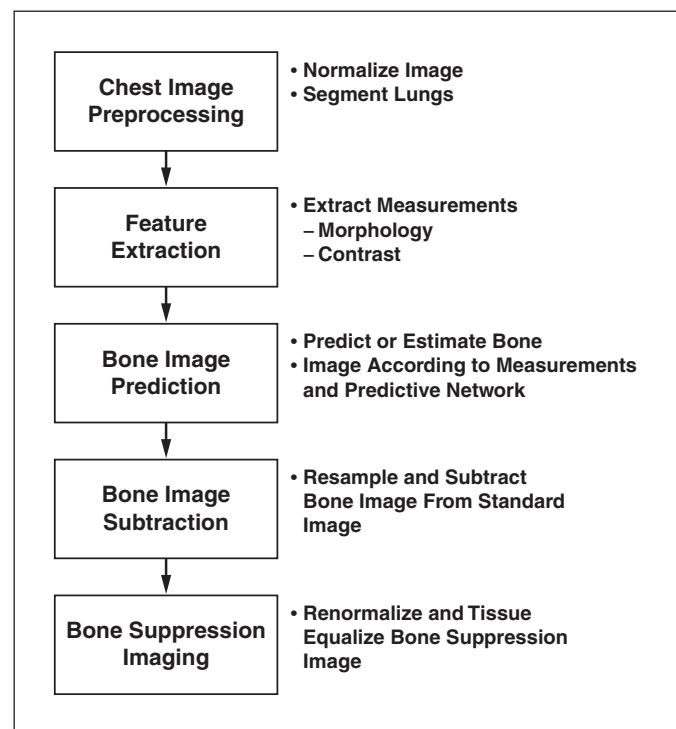 Chest Image
Preprocessing
• Normalize Image
• Segment Lungs
Feature
Extraction
• Extract Measurements
– Morphology
– Contrast
Bone Image
Prediction
• Predict or Estimate Bone
• Image According to Measurements
and Predictive Network
Bone Image
Subtraction
• Resample and Subtract
Bone Image From Standard
Image
Bone Suppression
Imaging
• Renormalize and Tissue
Equalize Bone Suppression
Image